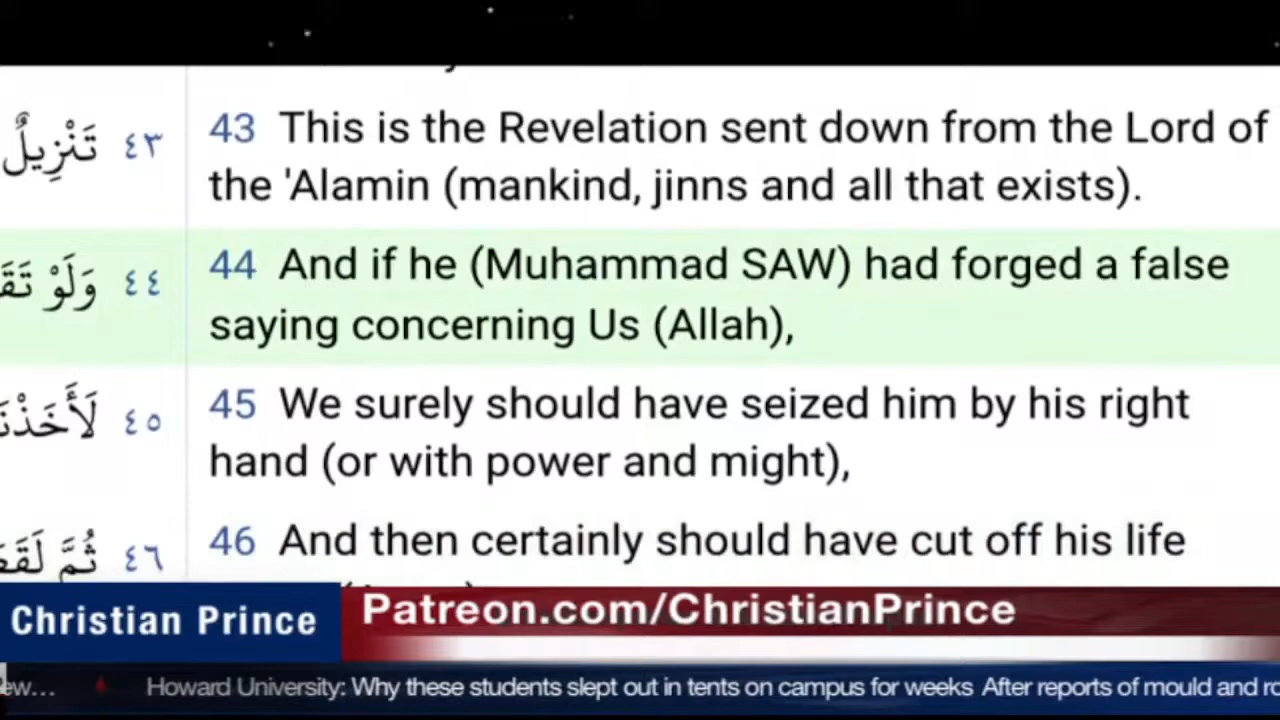 تَنْزِيلٌ ٤٣ 43 This is the Revelation sent down from the Lord of
the 'Alamin (mankind, jinns and all that exists).
وَلَوْ ٤٤ 44 And if he (Muhammad SAW) had forged a false
saying concerning Us (Allah),
٤٥ 45 We surely should have seized him by his right
hand (or with power and might),
ثُمَّ ٤٦ 46 And then certainly should have cut off his life
Christian Prince
Patreon.com/ChristianPrince
ew... Howard University: Why these students slept out in tents on campus for weeks After reports of mould and ro